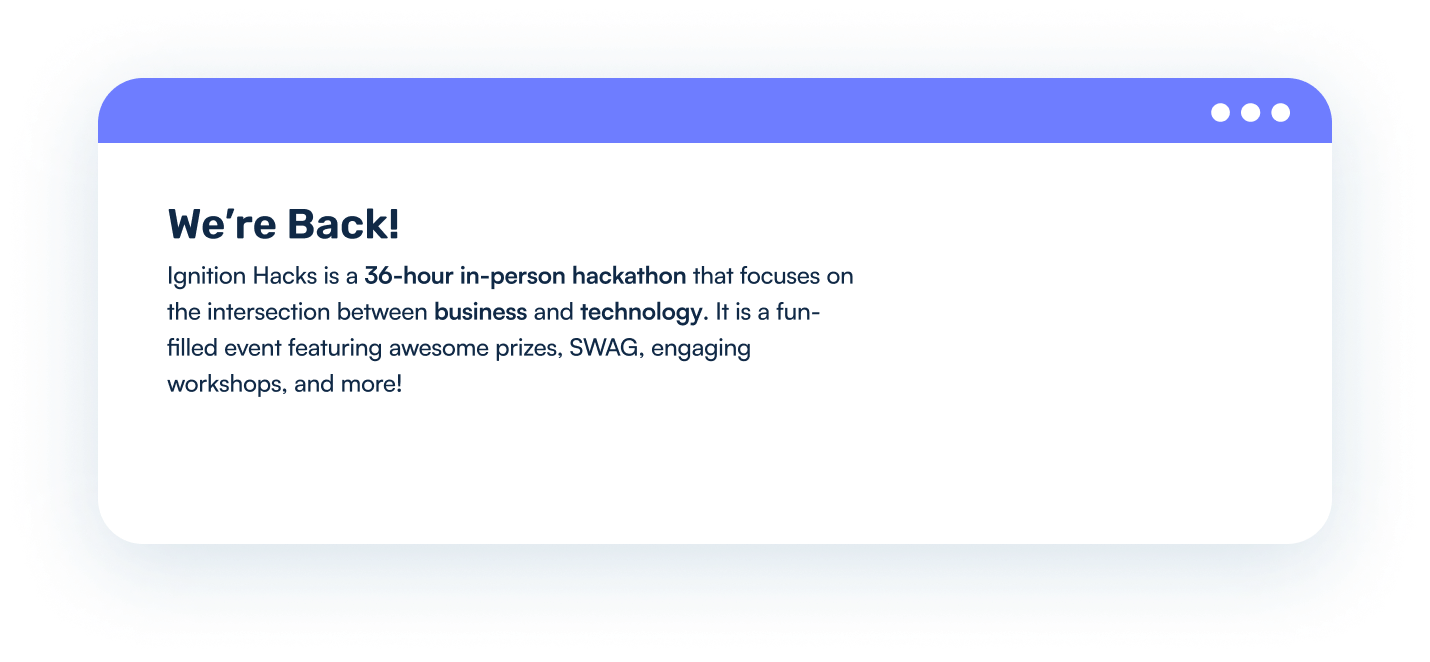 We’re Back!
Ignition Hacks is a 36-hour in-person hackathon that focuses on
the intersection between business and technology. It is a fun-
filled event featuring awesome prizes, SWAG, engaging
workshops, and more!